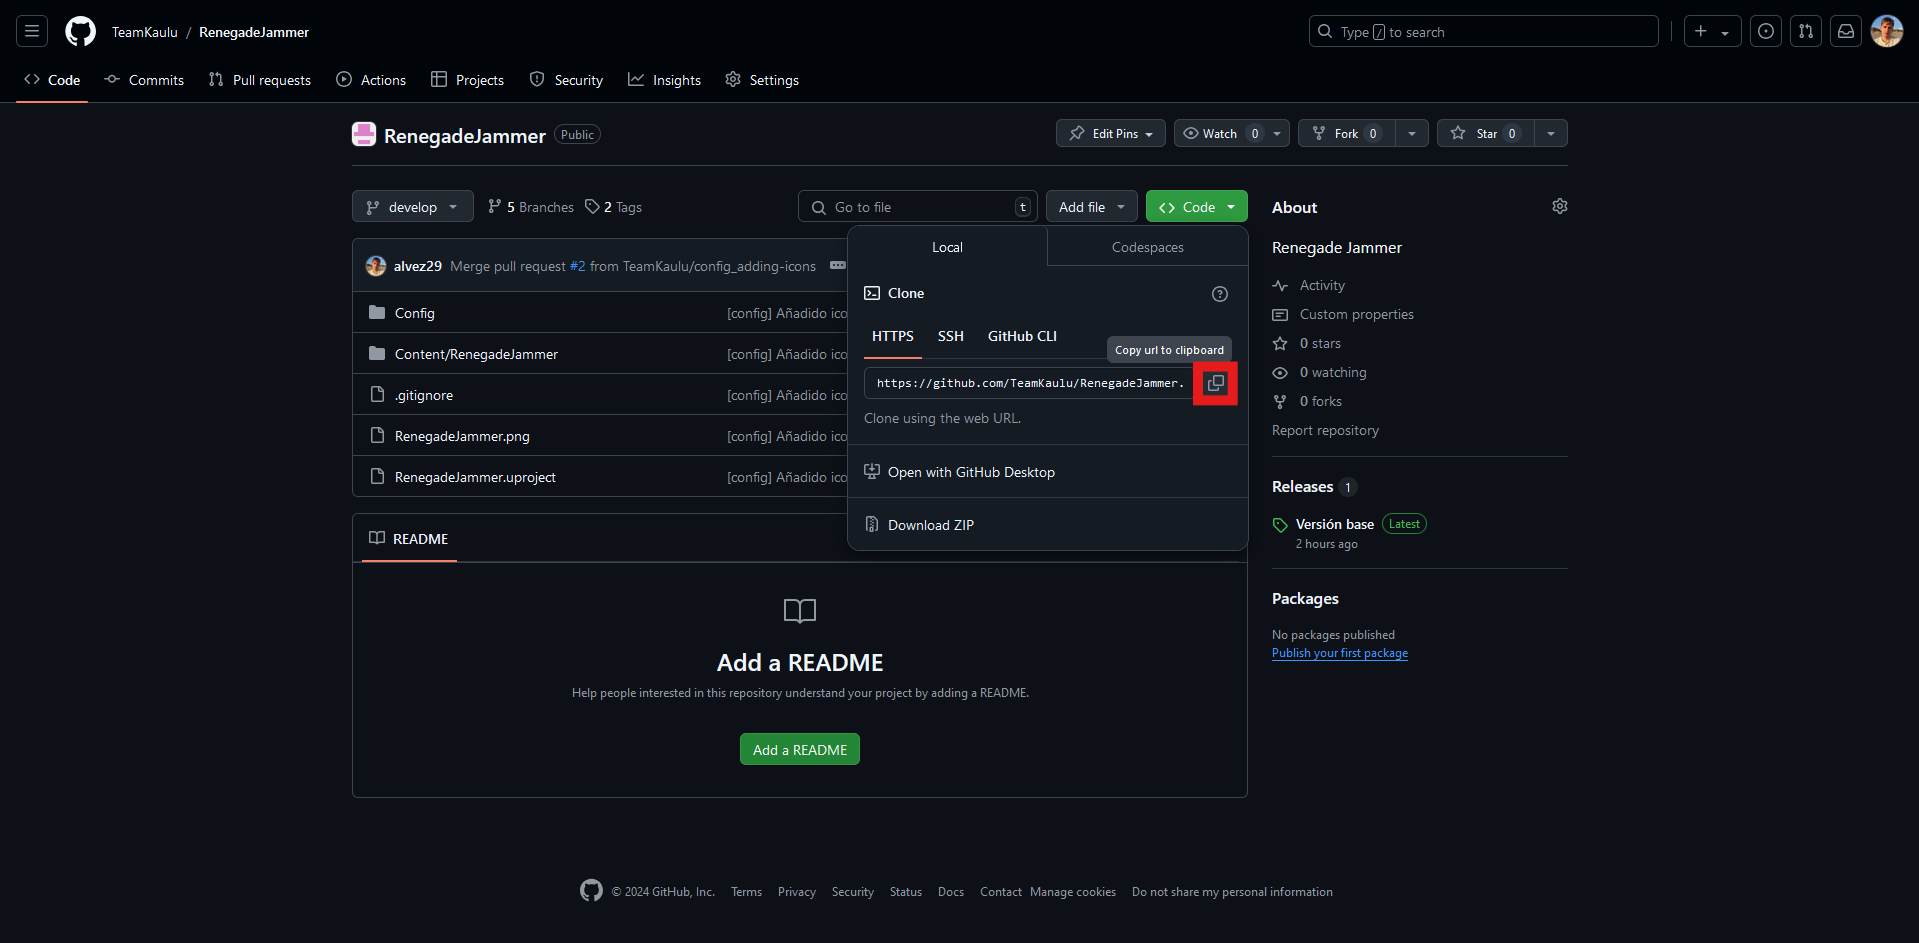 TeamKaulu / RenegadeJammer
Type / to search
Code Commits Pull requests Actions Projects Security Insights Settings
RenegadeJammer Public
Edit Pins Watch 0 Fork 0 Star 0
develop 5 Branches 2 Tags Go to file t Add file Code
alvez29 Merge pull request #2 from TeamKaulu/config_adding-icons
Config [config] Añadido ico
Content/RenegadeJammer [config] Añadido ico
.gitignore [config] Añadido ico
RenegadeJammer.png [config] Añadido ico
RenegadeJammer.uproject [config] Añadido ico
Local Codespaces
Clone
HTTPS SSH GitHub CLI
Copy url to clipboard
https://github.com/TeamKaulu/RenegadeJammer.
Clone using the web URL.
Open with GitHub Desktop
Download ZIP
README
Add a README
Help people interested in this repository understand your project by adding a README.
Add a README
About
Renegade Jammer
Activity
Custom properties
0 stars
0 watching
0 forks
Report repository
Releases 1
Versión base Latest
2 hours ago
Packages
No packages published
Publish your first package
© 2024 GitHub, Inc. Terms Privacy Security Status Docs Contact Manage cookies Do not share my personal information